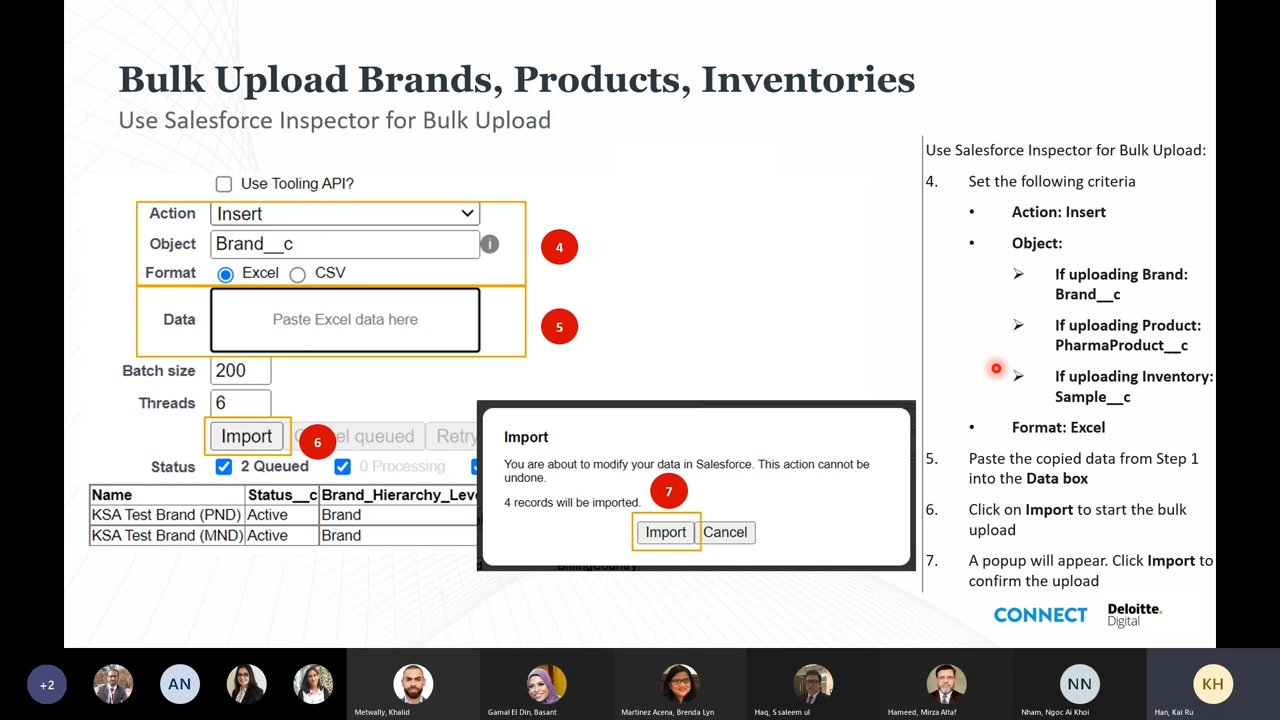 Bulk Upload Brands, Products, Inventories
Use Salesforce Inspector for Bulk Upload
Use Tooling API?
Action Insert
Object Brand__c i
Format Excel CSV
4
Data Paste Excel data here
5
Batch size 200
Threads 6
Import queued Retry
6
Status 2 Queued 0 Processing
Name Status__c Brand_Hierarchy_Leve
KSA Test Brand (PND) Active Brand
KSA Test Brand (MND) Active Brand
Import
You are about to modify your data in Salesforce. This action cannot be
undone.
4 records will be imported.
7
Import Cancel
Use Salesforce Inspector for Bulk Upload:
4. Set the following criteria
• Action: Insert
• Object:
➢ If uploading Brand:
Brand__c
➢ If uploading Product:
PharmaProduct__c
➢ If uploading Inventory:
Sample__c
• Format: Excel
5. Paste the copied data from Step 1
into the Data box
6. Click on Import to start the bulk
upload
7. A popup will appear. Click Import to
confirm the upload
CONNECT
Deloitte.
Digital
+2
AN
NN
KH
Metwally, Khalid
Gamal El Din, Basant
Martinez Acena, Brenda Lyn
Haq, S saleem ul
Hameed, Mirza Altaf
Nham, Ngoc Ai Khoi
Han, Kai Ru